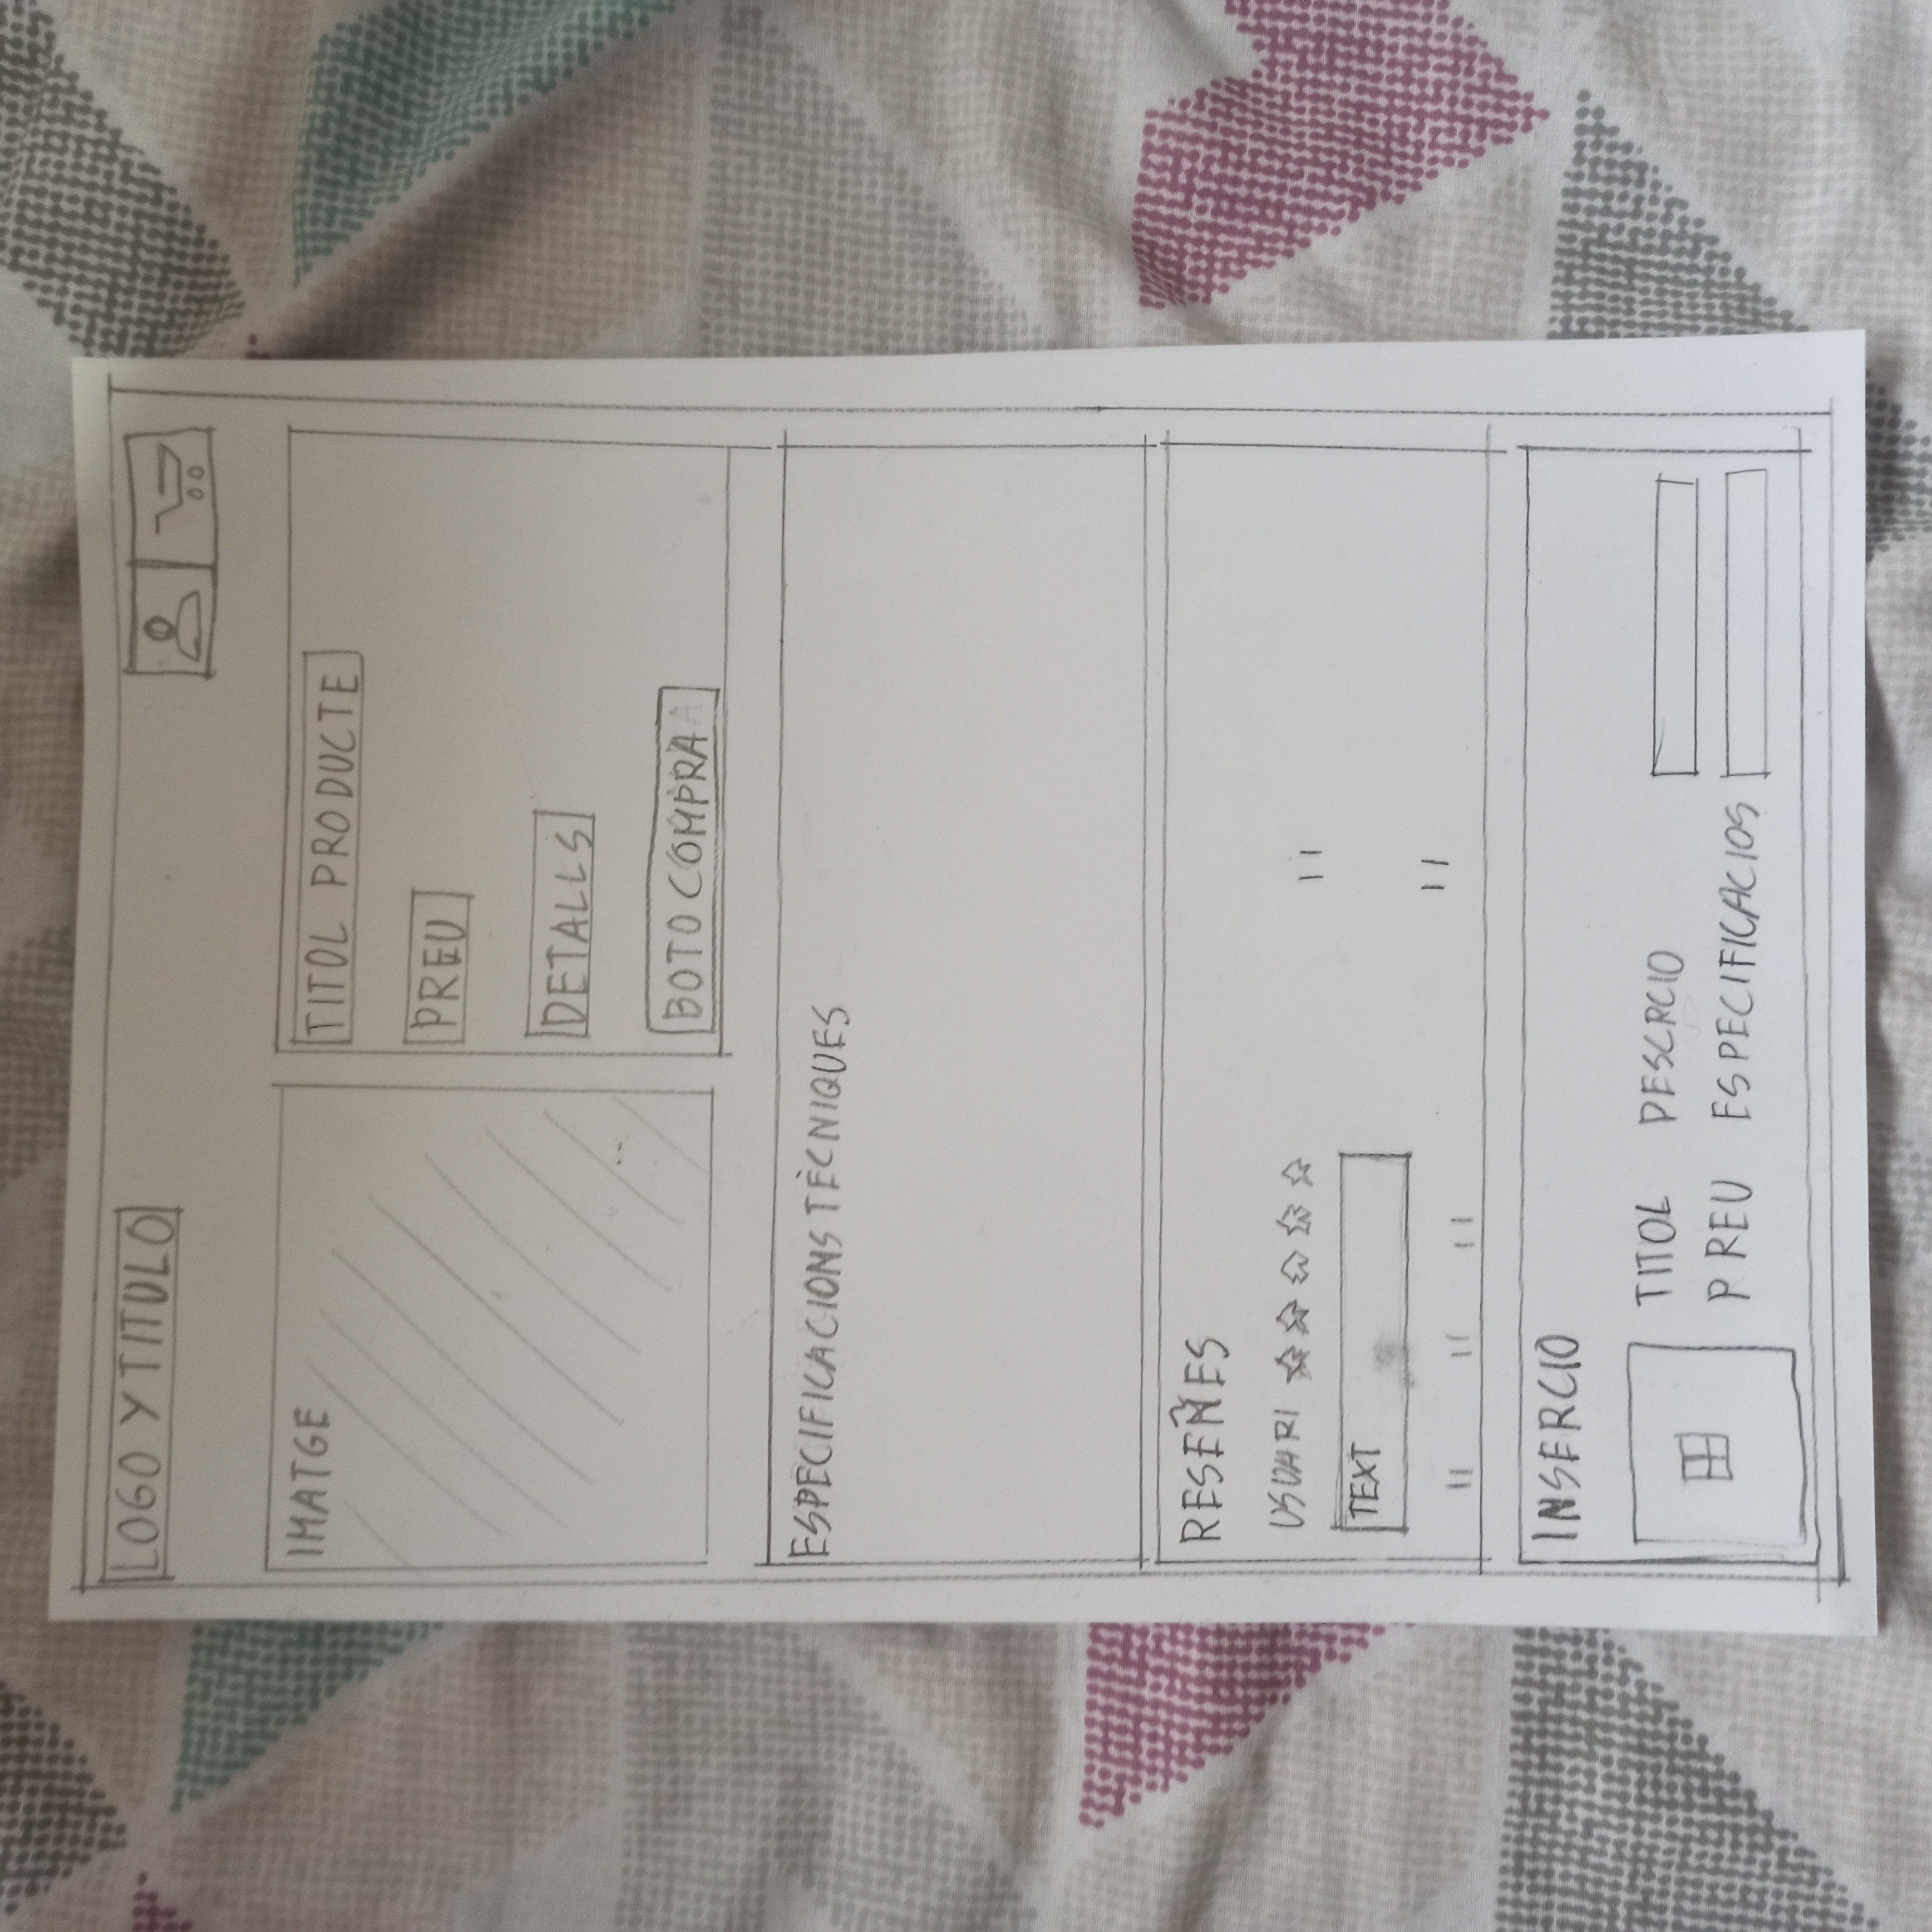 LOGO Y TITULO
IMATGE
TITOL PRODUCTE
PREU
DETALLS
BOTO COMPRA
ESPECIFICACIONS TÈCNIQUES
RESEÑES
USUARI
TEXT
INSERCIO
TITOL DESCRCIO
PREU ESPECIFICACIOS